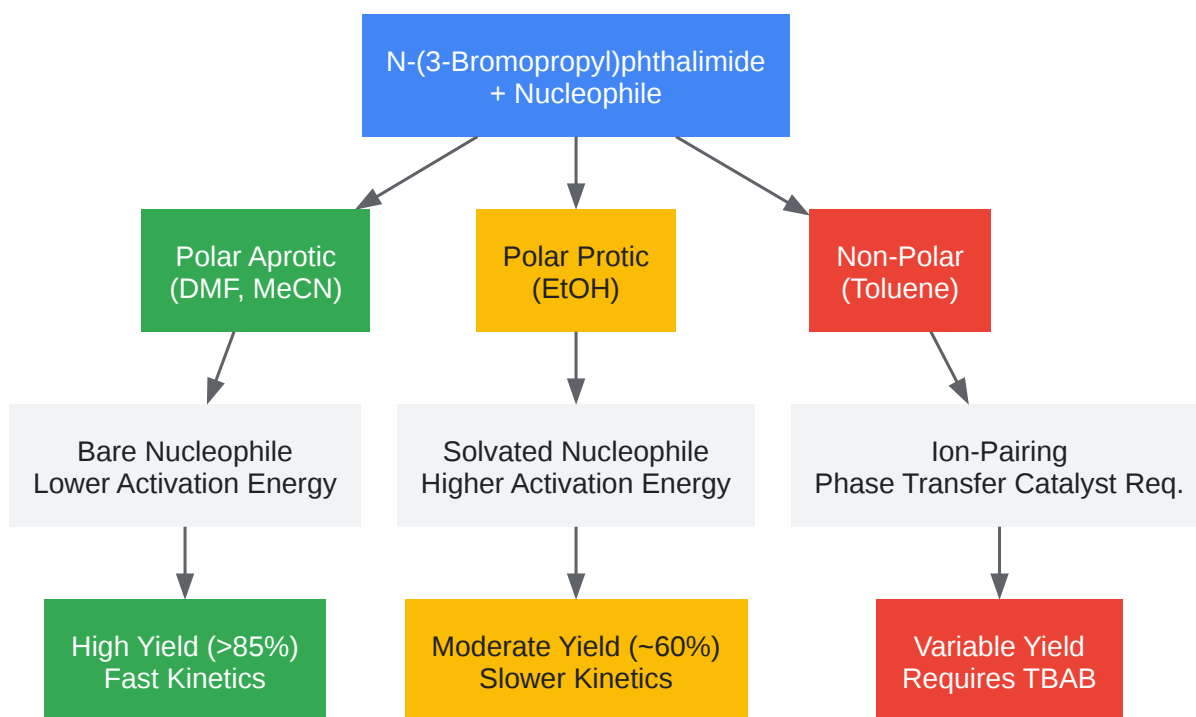 N-(3-Bromopropyl)phthalimide
+ Nucleophile
Polar Aprotic
(DMF, MeCN)
Polar Protic
(EtOH)
Non-Polar
(Toluene)
Bare Nucleophile
Lower Activation Energy
Solvated Nucleophile
Higher Activation Energy
Ion-Pairing
Phase Transfer Catalyst Req.
High Yield (>85%)
Fast Kinetics
Moderate Yield (~60%)
Slower Kinetics
Variable Yield
Requires TBAB